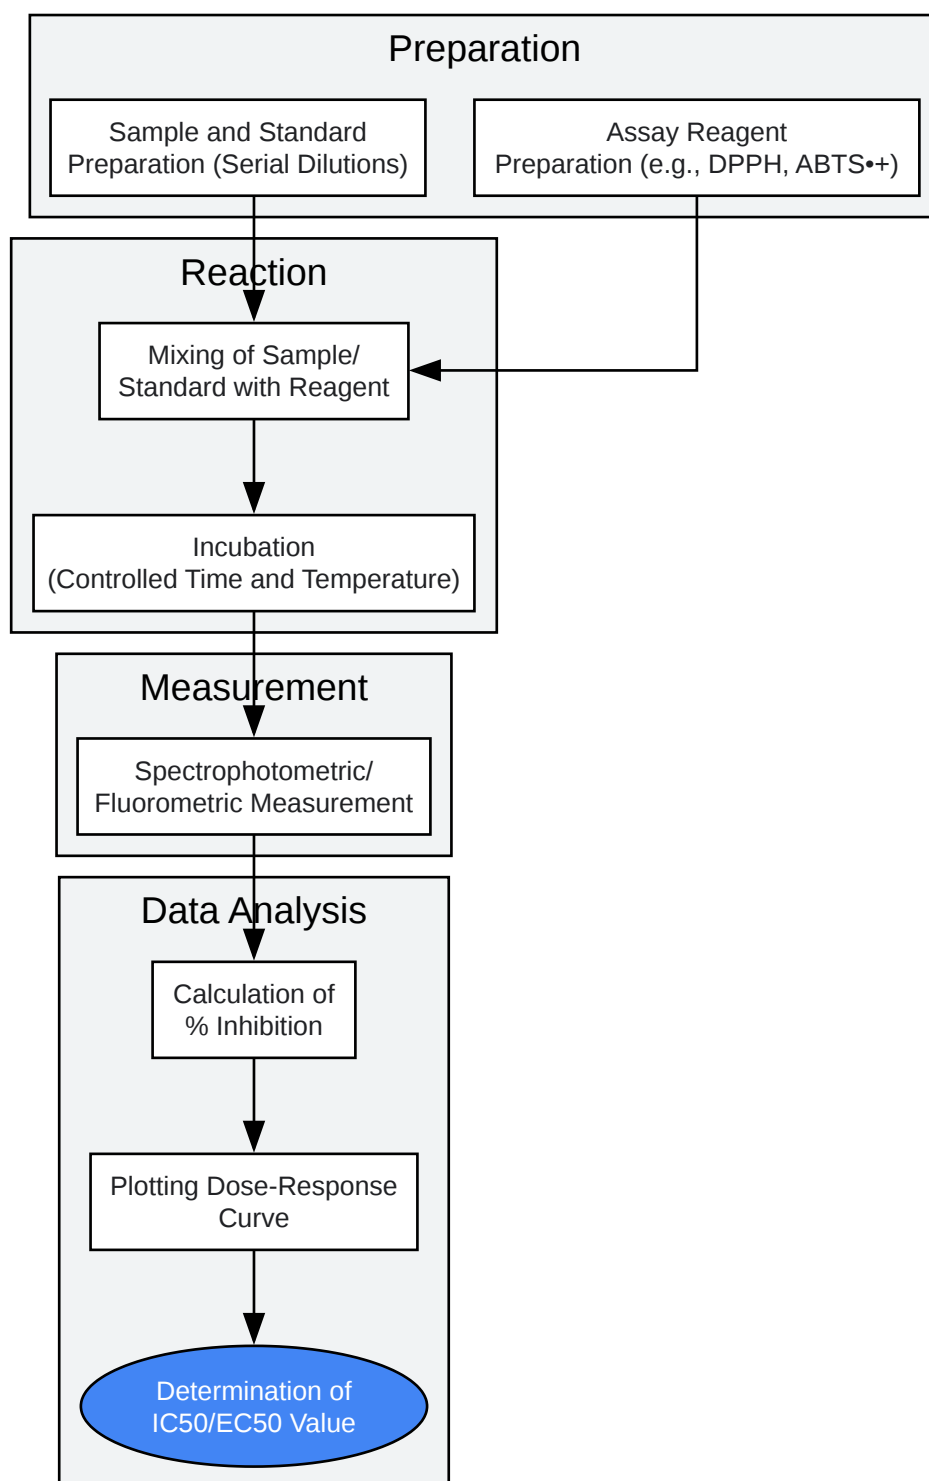 Preparation
Sample and Standard
Preparation (Serial Dilutions)
Assay Reagent
Preparation (e.g., DPPH, ABTS•+)
Reaction
Mixing of Sample/
Standard with Reagent
Incubation
(Controlled Time and Temperature)
Measurement
Spectrophotometric/
Fluorometric Measurement
Data Analysis
Calculation of
% Inhibition
Plotting Dose-Response
Curve
Determination of
IC50/EC50 Value